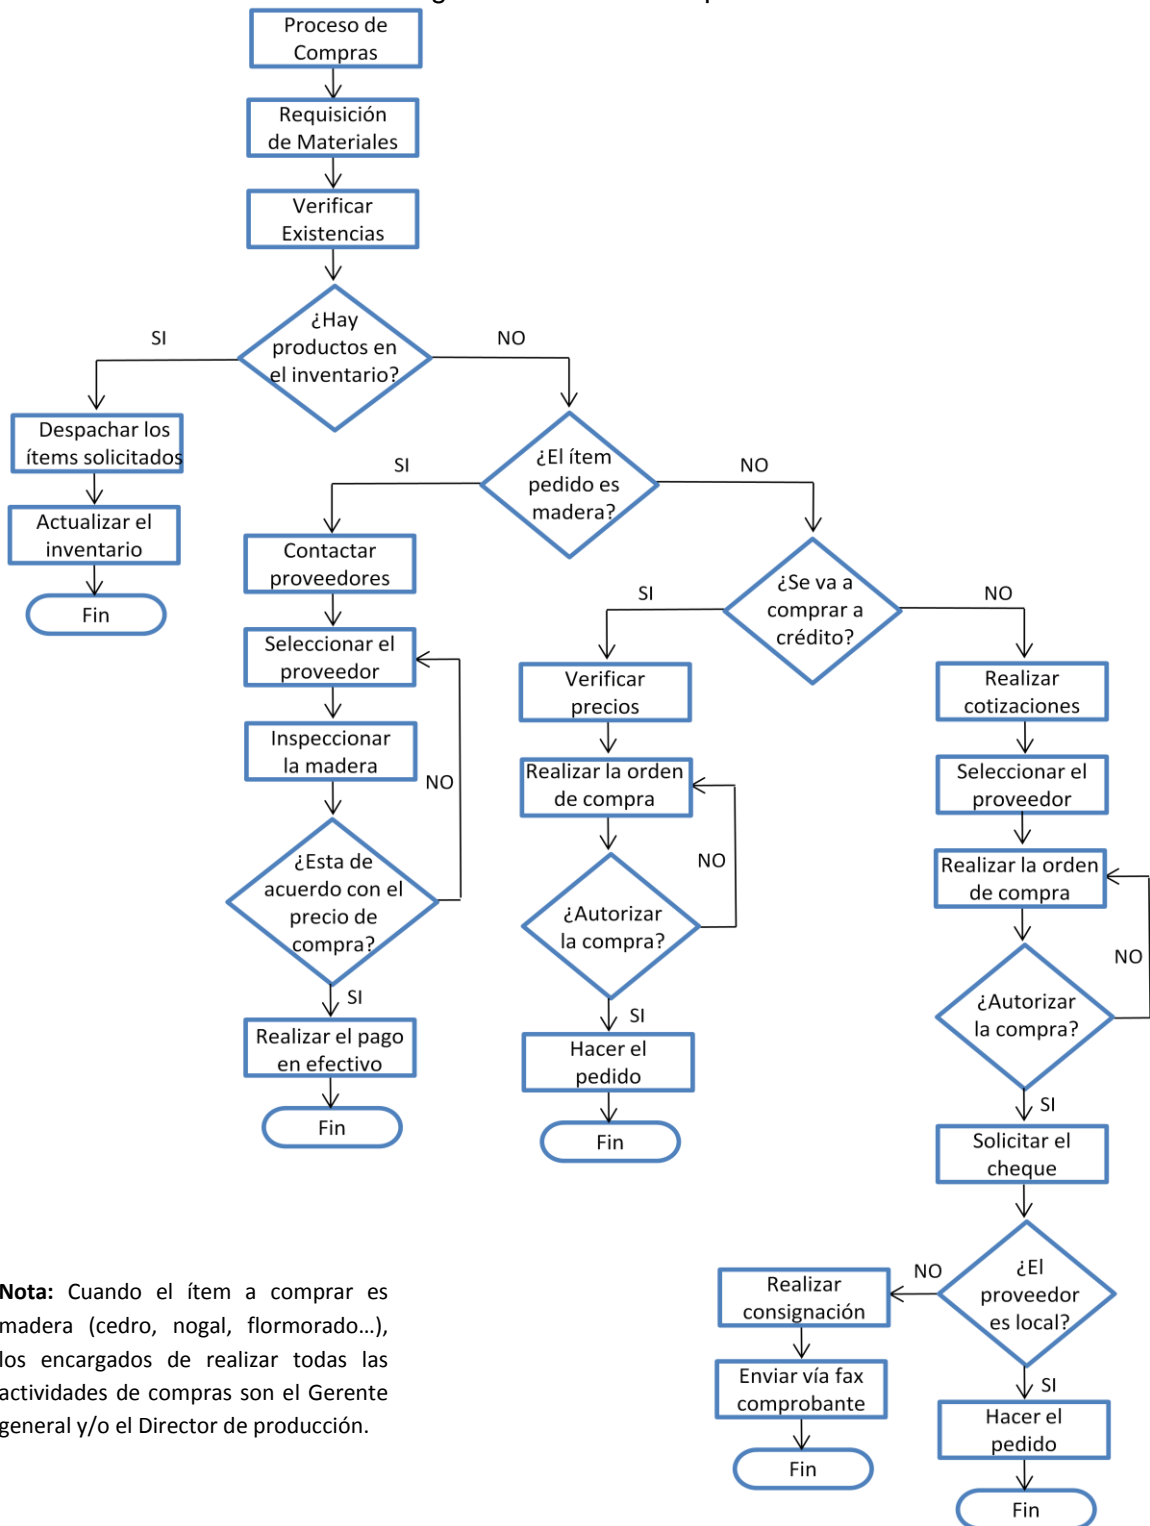 Proceso de
Compras
Requisición
de Materiales
Verificar
Existencias
¿Hay
productos en
el inventario?
SI
NO
Despachar los
ítems solicitados
Actualizar el
inventario
Fin
¿El ítem
pedido es
madera?
SI
NO
Contactar
proveedores
Seleccionar el
proveedor
Inspeccionar
la madera
NO
¿Esta de
acuerdo con el
precio de
compra?
SI
Realizar el pago
en efectivo
Fin
¿Se va a
comprar a
crédito?
SI
NO
Verificar
precios
Realizar la orden
de compra
NO
¿Autorizar
la compra?
SI
Hacer el
pedido
Fin
Realizar
cotizaciones
Seleccionar el
proveedor
Realizar la orden
de compra
NO
¿Autorizar
la compra?
SI
Solicitar el
cheque
¿El
proveedor
es local?
NO
Realizar
consignación
Enviar vía fax
comprobante
Fin
SI
Hacer el
pedido
Fin
Nota: Cuando el ítem a comprar es
madera (cedro, nogal, flormorado…),
los encargados de realizar todas las
actividades de compras son el Gerente
general y/o el Director de producción.